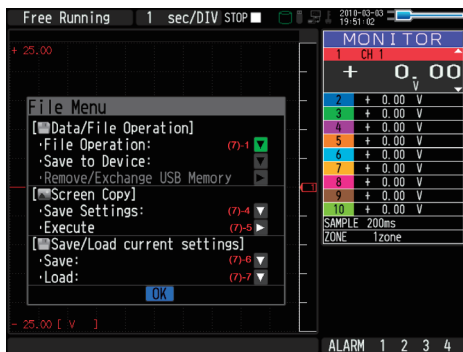 Free Running 1 sec/DIV STOP 2010-03-03 19:51:02
MONITOR
+ 25.00
1 CH 1
+ 0.00
V
File Menu
[Data/File Operation]
·File Operation: (7)-1
·Save to Device:
·Remove/Exchange USB Memory
[Screen Copy]
·Save Settings: (7)-4
·Execute (7)-5
[Save/Load current settings]
·Save: (7)-6
·Load: (7)-7
OK
2 + 0.00 V
3 + 0.00 V
4 + 0.00 V
5 + 0.00 V
6 + 0.00 V
7 + 0.00 V
8 + 0.00 V
9 + 0.00 V
10 + 0.00 V
SAMPLE 200ms
ZONE 1zone
- 25.00 [ V ]
ALARM 1 2 3 4